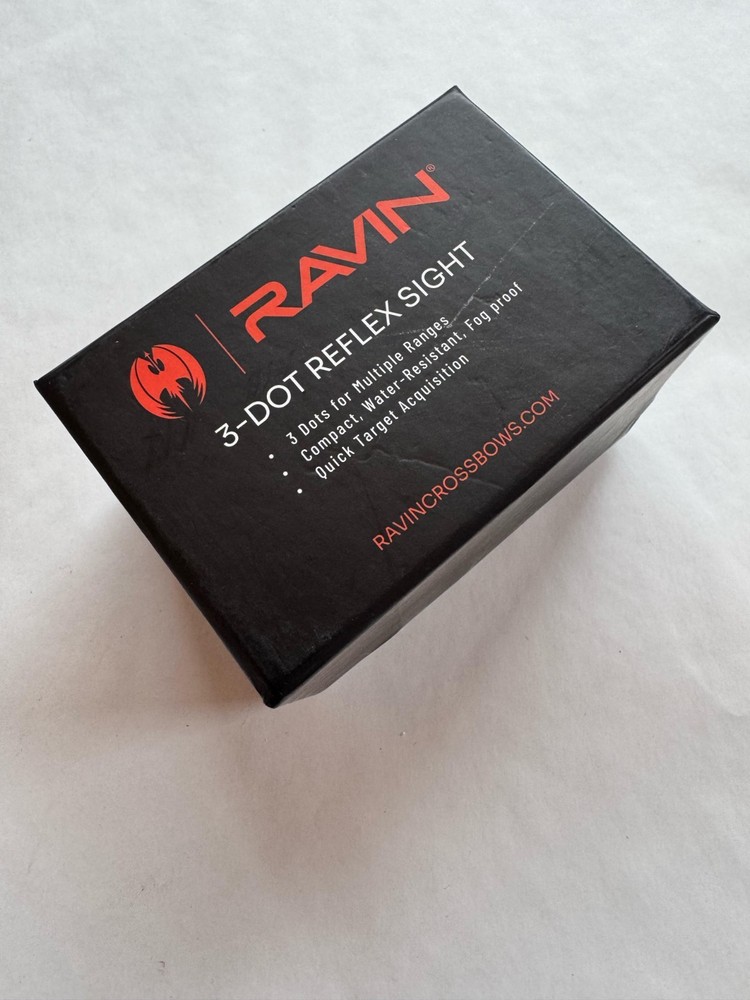 RAVIN®
3-DOT REFLEX SIGHT
• 3 Dots for Multiple Ranges
• Compact, Water-Resistant, Fog proof
• Quick Target Acquisition
RAVINCROSSBOWS.COM